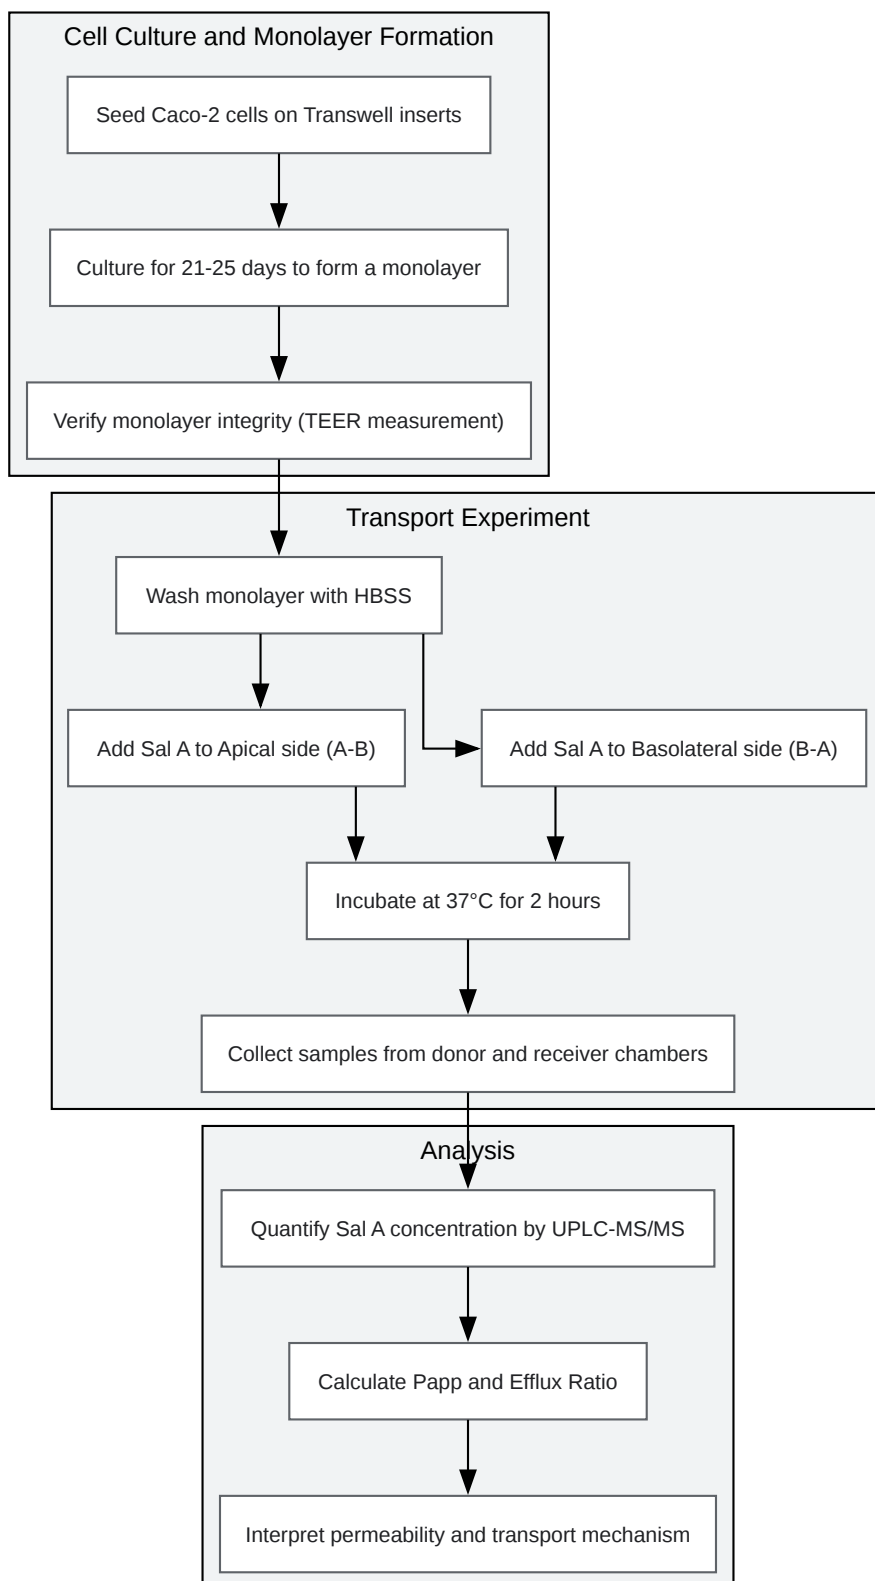 Cell Culture and Monolayer Formation
Seed Caco-2 cells on Transwell inserts
Culture for 21-25 days to form a monolayer
Verify monolayer integrity (TEER measurement)
Transport Experiment
Wash monolayer with HBSS
Add Sal A to Apical side (A-B)
Add Sal A to Basolateral side (B-A)
Incubate at 37°C for 2 hours
Collect samples from donor and receiver chambers
Analysis
Quantify Sal A concentration by UPLC-MS/MS
Calculate Papp and Efflux Ratio
Interpret permeability and transport mechanism